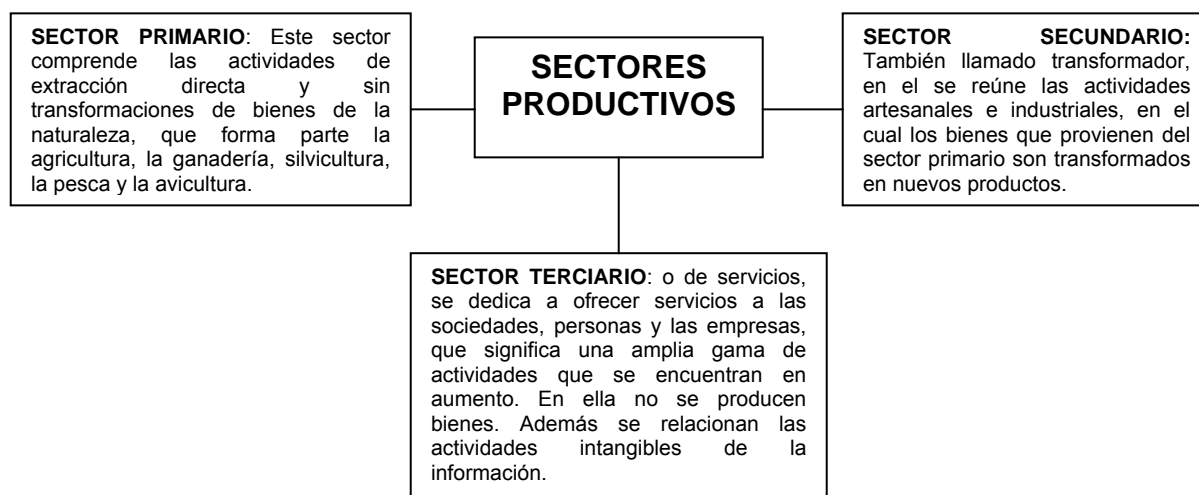 SECTOR PRIMARIO: Este sector
comprende las actividades de
extracción directa y sin
transformaciones de bienes de la
naturaleza, que forma parte la
agricultura, la ganadería, silvicultura,
la pesca y la avicultura.
SECTORES
PRODUCTIVOS
SECTOR SECUNDARIO:
También llamado transformador,
en el se reúne las actividades
artesanales e industriales, en el
cual los bienes que provienen del
sector primario son transformados
en nuevos productos.
SECTOR TERCIARIO: o de servicios,
se dedica a ofrecer servicios a las
sociedades, personas y las empresas,
que significa una amplia gama de
actividades que se encuentran en
aumento. En ella no se producen
bienes. Además se relacionan las
actividades intangibles de la
información.